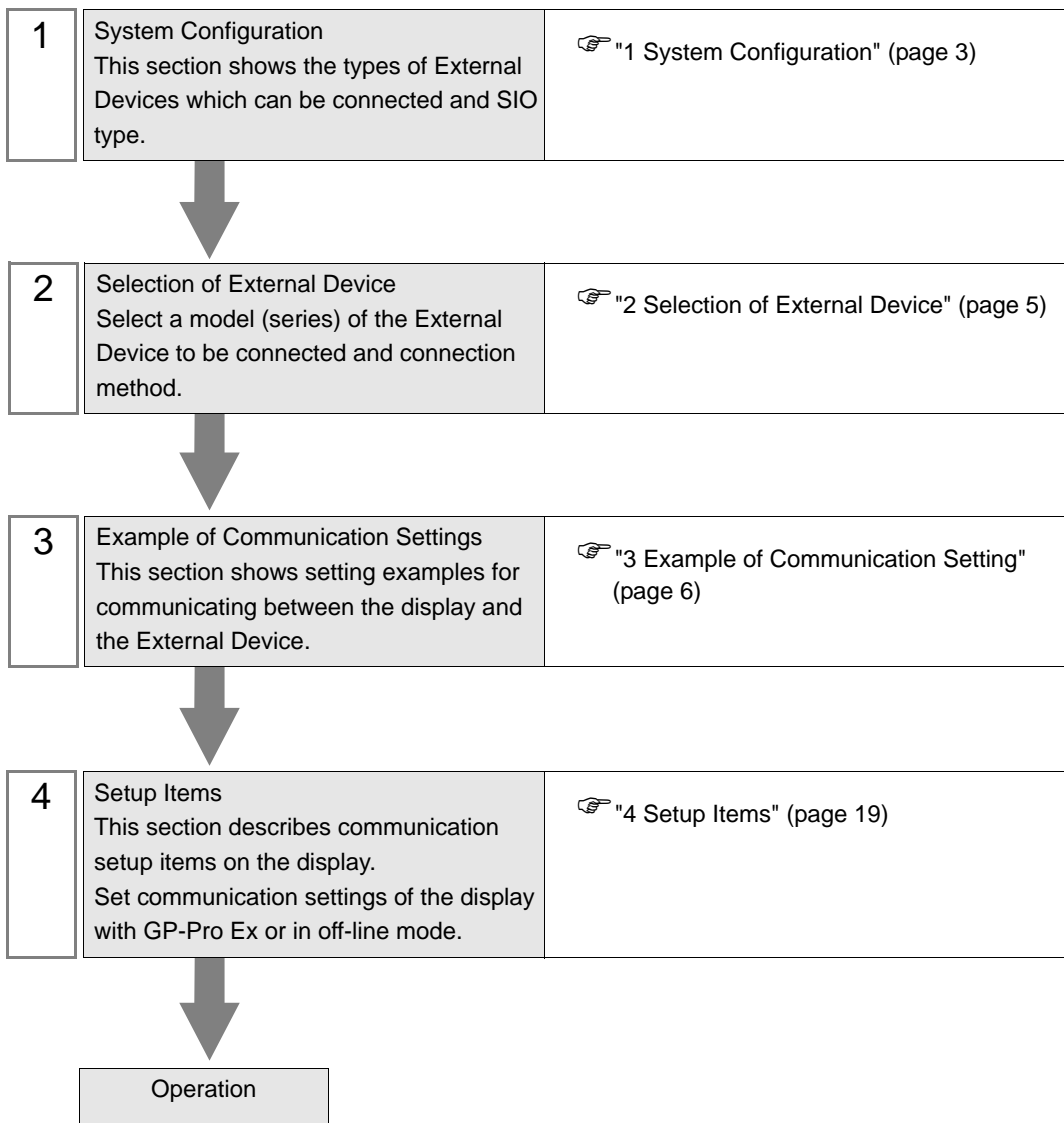 1
System Configuration
This section shows the types of External
Devices which can be connected and SIO
type.
"1 System Configuration" (page 3)
2
Selection of External Device
Select a model (series) of the External
Device to be connected and connection
method.
"2 Selection of External Device" (page 5)
3
Example of Communication Settings
This section shows setting examples for
communicating between the display and
the External Device.
"3 Example of Communication Setting"
(page 6)
4
Setup Items
This section describes communication
setup items on the display.
Set communication settings of the display
with GP-Pro Ex or in off-line mode.
"4 Setup Items" (page 19)
Operation